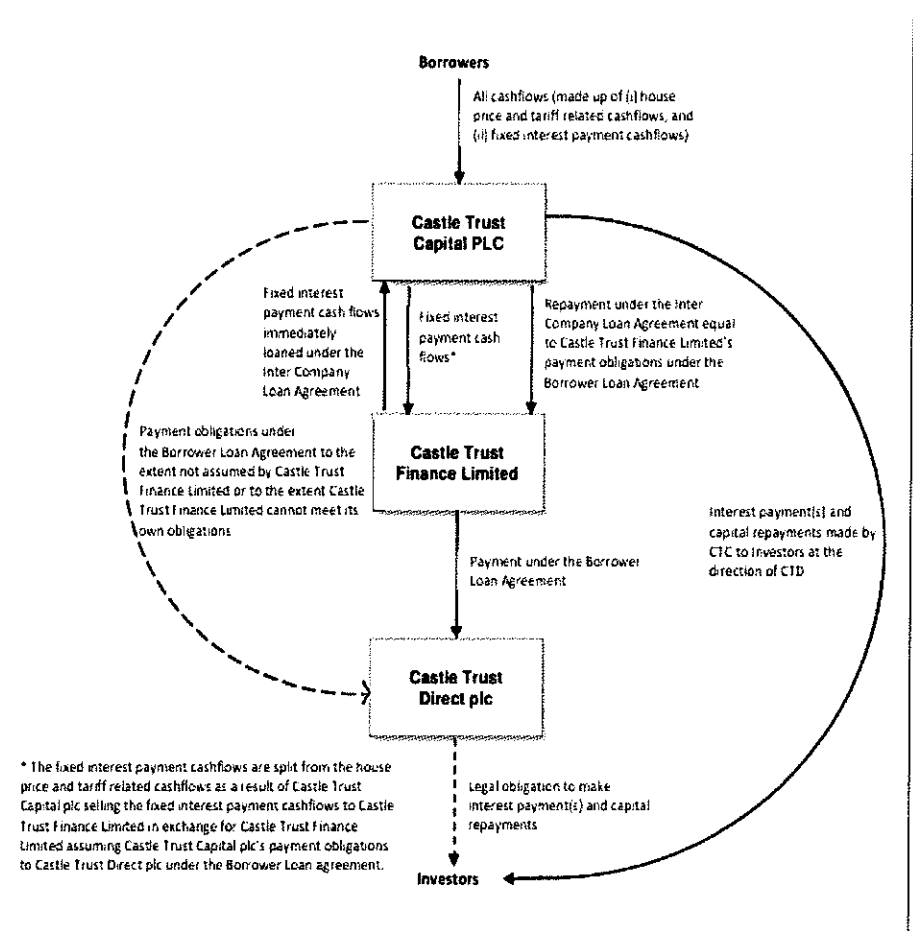 Borrowers
All cashflows (made up of (i) house
price and tariff related cashflows, and
(ii) fixed interest payment cashflows)
Castle Trust
Capital PLC
Fixed interest
payment cash flows
immediately
loaned under the
Inter Company
Loan Agreement
Fixed interest
payment cash
flows*
Repayment under the Inter
Company Loan Agreement equal
to Castle Trust Finance Limited's
payment obligations under the
Borrower Loan Agreement
Payment obligations under
the Borrower Loan Agreement to the
extent not assumed by Castle Trust
Finance Limited or to the extent Castle
Trust Finance Limited cannot meet its
own obligations
Castle Trust
Finance Limited
Interest payment(s) and
capital repayments made by
CTC to Investors at the
direction of CTD
Payment under the Borrower
Loan Agreement
Castle Trust
Direct plc
* The fixed interest payment cashflows are split from the house
price and tariff related cashflows as a result of Castle Trust
Capital plc selling the fixed interest payment cashflows to Castle
Trust Finance Limited in exchange for Castle Trust Finance
Limited assuming Castle Trust Capital plc's payment obligations
to Castle Trust Direct plc under the Borrower Loan agreement.
Legal obligation to make
interest payment(s) and capital
repayments
Investors